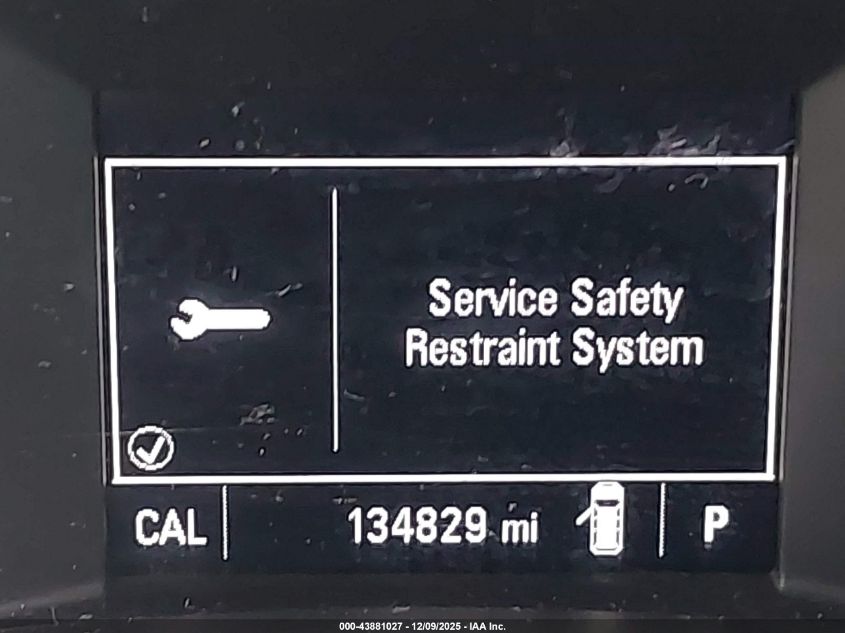 Service Safety
Restraint System
CAL 134829 mi P
000-43881027 - 12/09/2025 - IAA Inc.